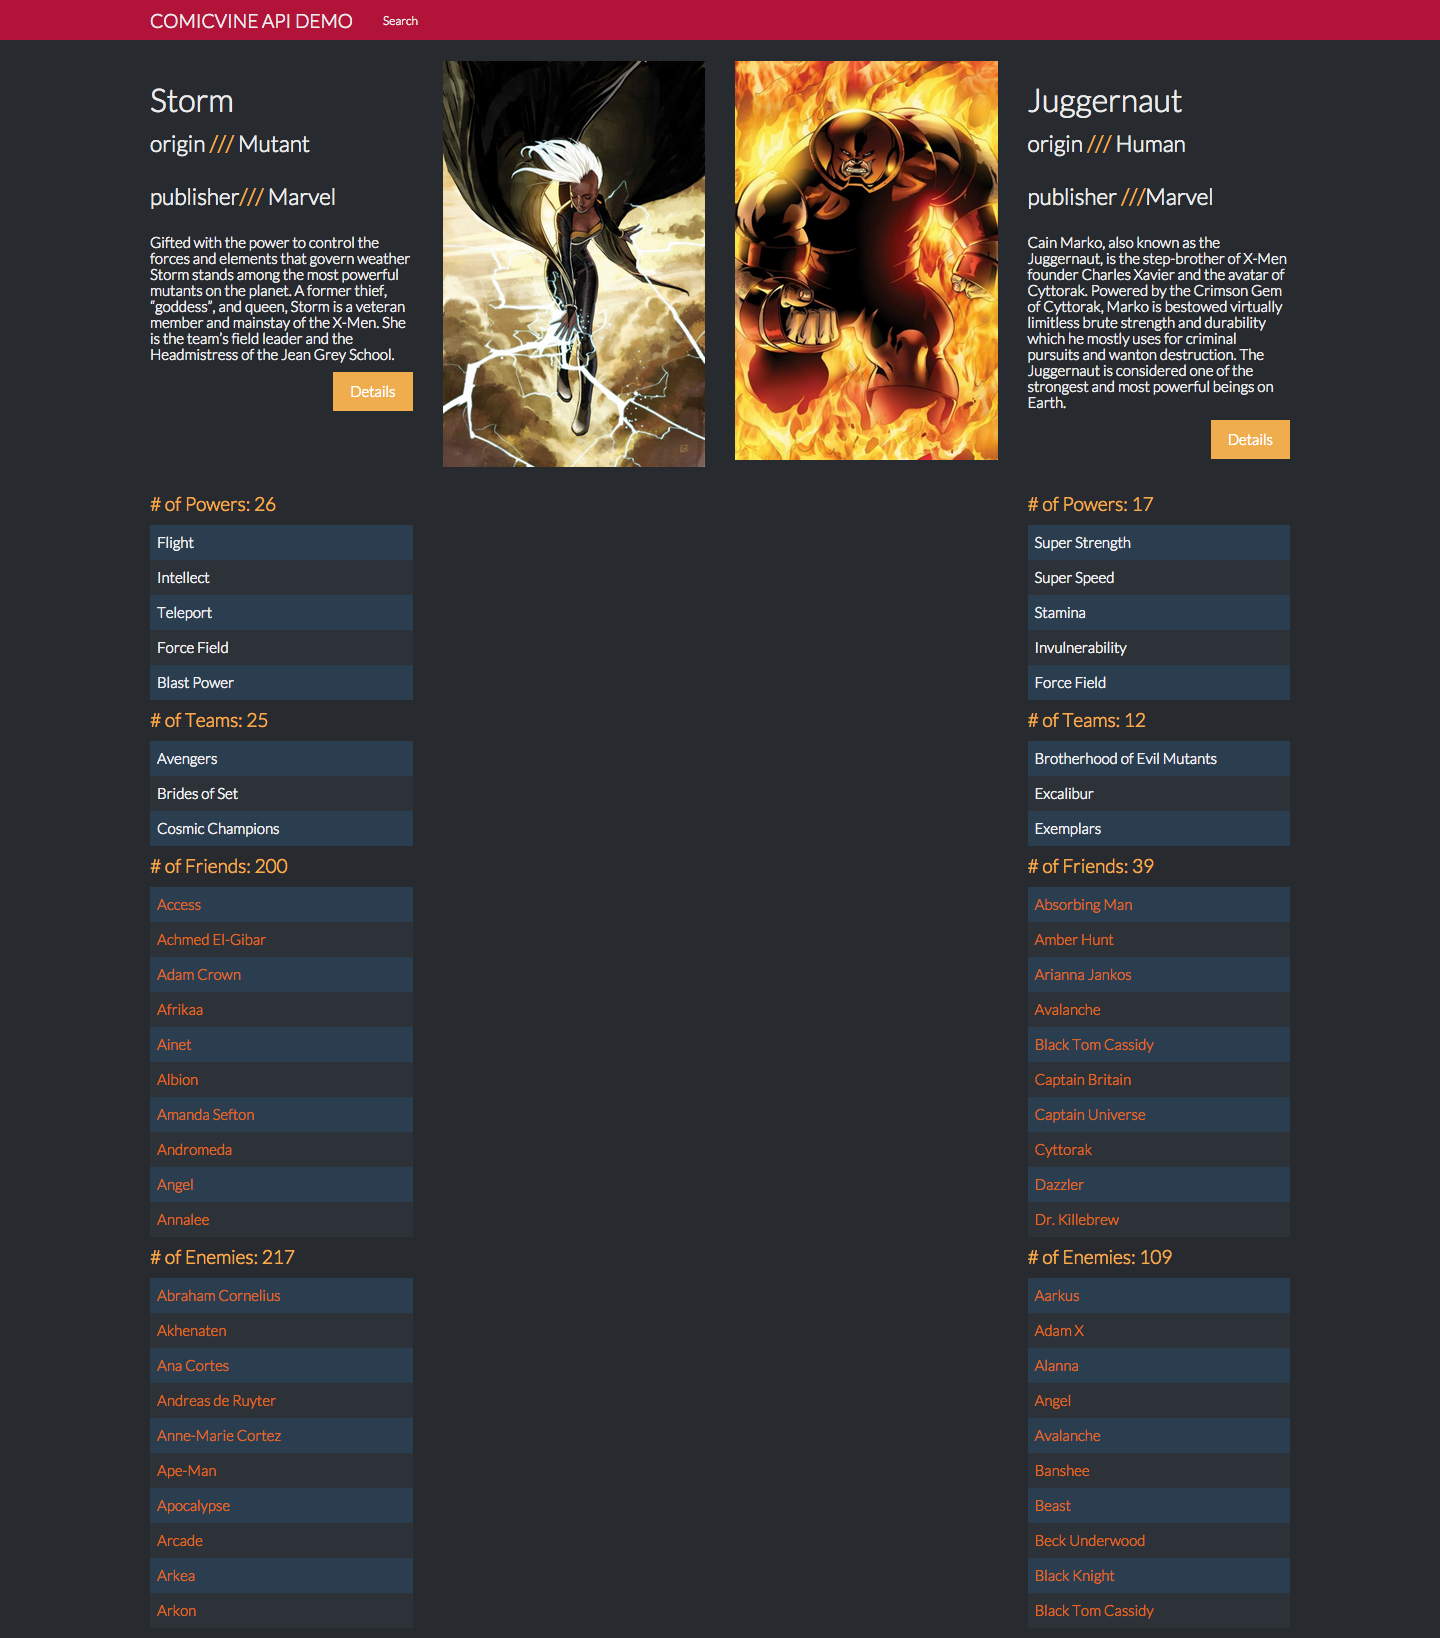 COMICVINE API DEMO
Search
Storm
origin /// Mutant
publisher/// Marvel
Gifted with the power to control the
forces and elements that govern weather
Storm stands among the most powerful
mutants on the planet. A former thief,
“goddess”, and queen, Storm is a veteran
member and mainstay of the X-Men. She
is the team’s field leader and the
Headmistress of the Jean Grey School.
Details
Juggernaut
origin /// Human
publisher ///Marvel
Cain Marko, also known as the
Juggernaut, is the step-brother of X-Men
founder Charles Xavier and the avatar of
Cyttorak. Powered by the Crimson Gem
of Cyttorak, Marko is bestowed virtually
limitless brute strength and durability
which he mostly uses for criminal
pursuits and wanton destruction. The
Juggernaut is considered one of the
strongest and most powerful beings on
Earth.
Details
# of Powers: 26
Flight
Intellect
Teleport
Force Field
Blast Power
# of Teams: 25
Avengers
Brides of Set
Cosmic Champions
# of Friends: 200
Access
Achmed El-Gibar
Adam Crown
Afrikaa
Ainet
Albion
Amanda Sefton
Andromeda
Angel
Annalee
# of Enemies: 217
Abraham Cornelius
Akhenaten
Ana Cortes
Andreas de Ruyter
Anne-Marie Cortez
Ape-Man
Apocalypse
Arcade
Arkea
Arkon
# of Powers: 17
Super Strength
Super Speed
Stamina
Invulnerability
Force Field
# of Teams: 12
Brotherhood of Evil Mutants
Excalibur
Exemplars
# of Friends: 39
Absorbing Man
Amber Hunt
Arianna Jankos
Avalanche
Black Tom Cassidy
Captain Britain
Captain Universe
Cyttorak
Dazzler
Dr. Killebrew
# of Enemies: 109
Aarkus
Adam X
Alanna
Angel
Avalanche
Banshee
Beast
Beck Underwood
Black Knight
Black Tom Cassidy